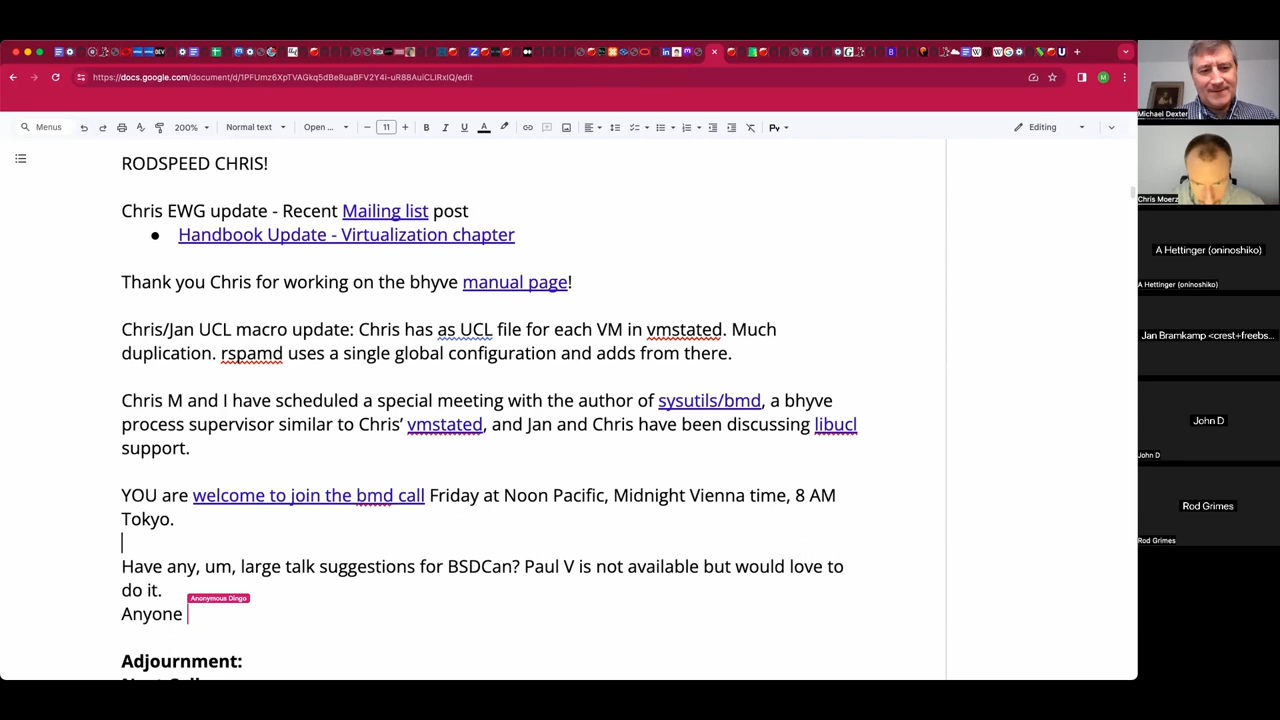 https://docs.google.com/document/d/1PFUmz6XpTVAGkq5dBe8uaBFV2Y4i-uR88AuiCLIRxIQ/edit
Menus 200% Normal text Open ... 11 B I U A Editing
RODSPEED CHRIS!
Chris EWG update - Recent Mailing list post
● Handbook Update - Virtualization chapter
Thank you Chris for working on the bhyve manual page!
Chris/Jan UCL macro update: Chris has as UCL file for each VM in vmstated. Much
duplication. rspamd uses a single global configuration and adds from there.
Chris M and I have scheduled a special meeting with the author of sysutils/bmd, a bhyve
process supervisor similar to Chris’ vmstated, and Jan and Chris have been discussing libucl
support.
YOU are welcome to join the bmd call Friday at Noon Pacific, Midnight Vienna time, 8 AM
Tokyo.
Have any, um, large talk suggestions for BSDCan? Paul V is not available but would love to
do it.
Anonymous Dingo
Anyone
Adjournment:
Michael Dexter
Chris Moerz
A Hettinger (oninoshiko)
A Hettinger (oninoshiko)
Jan Bramkamp <crest+freebs...
John D
John D
Rod Grimes
Rod Grimes